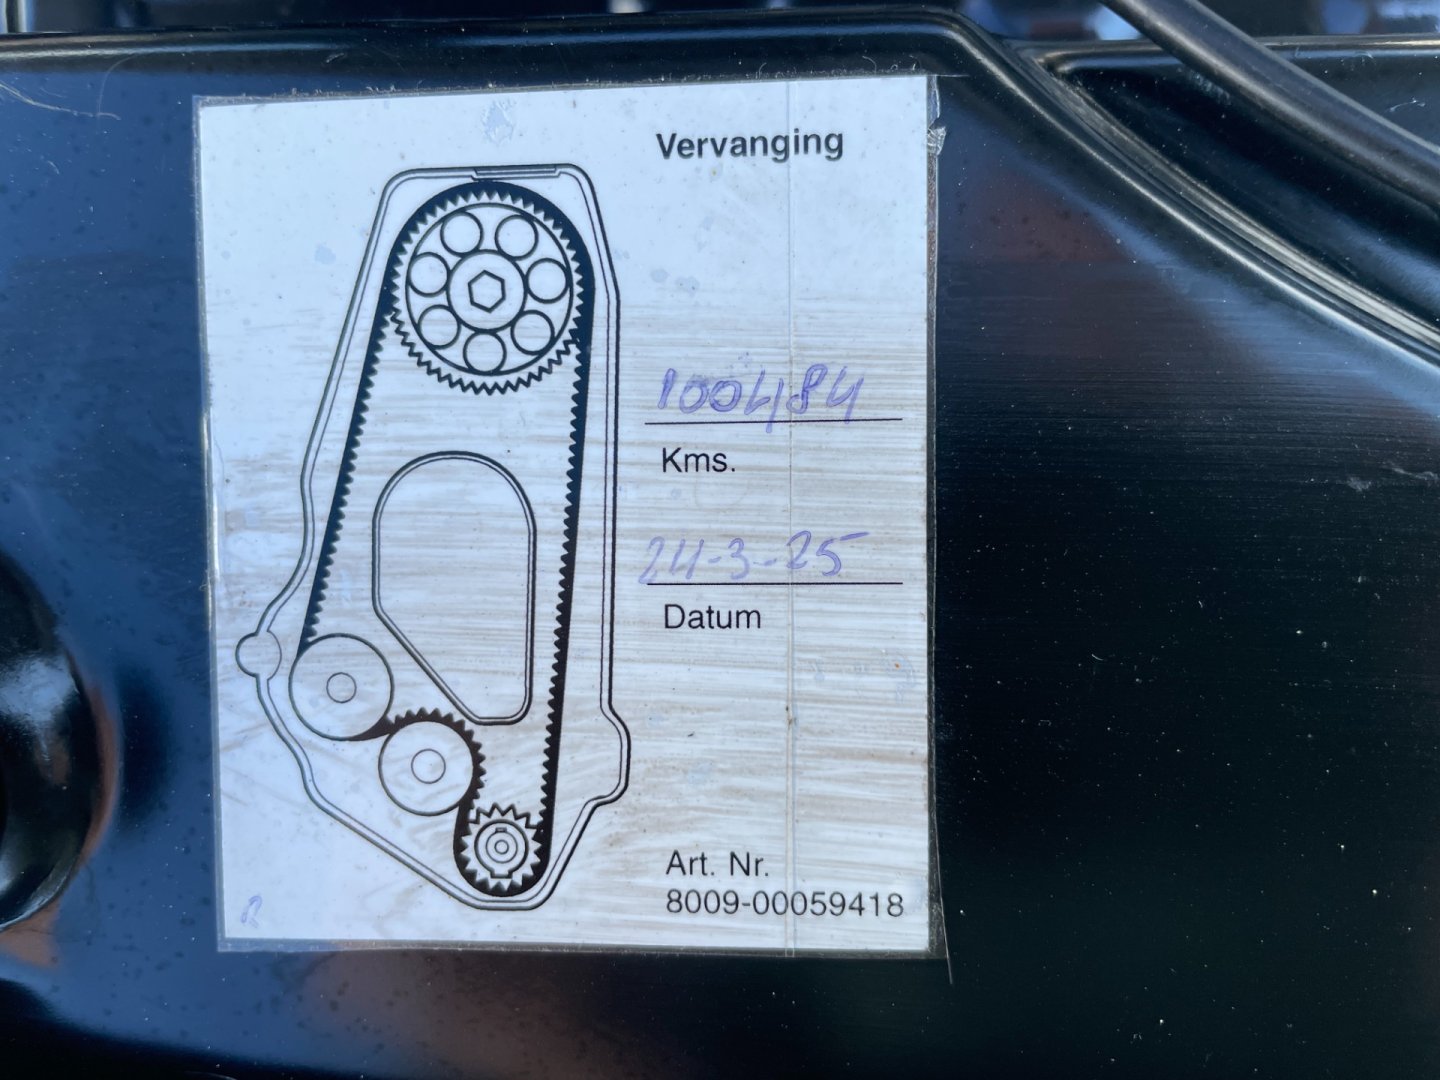 Vervanging
100484
Kms.
24-3-25
Datum
Art. Nr.
8009-00059418